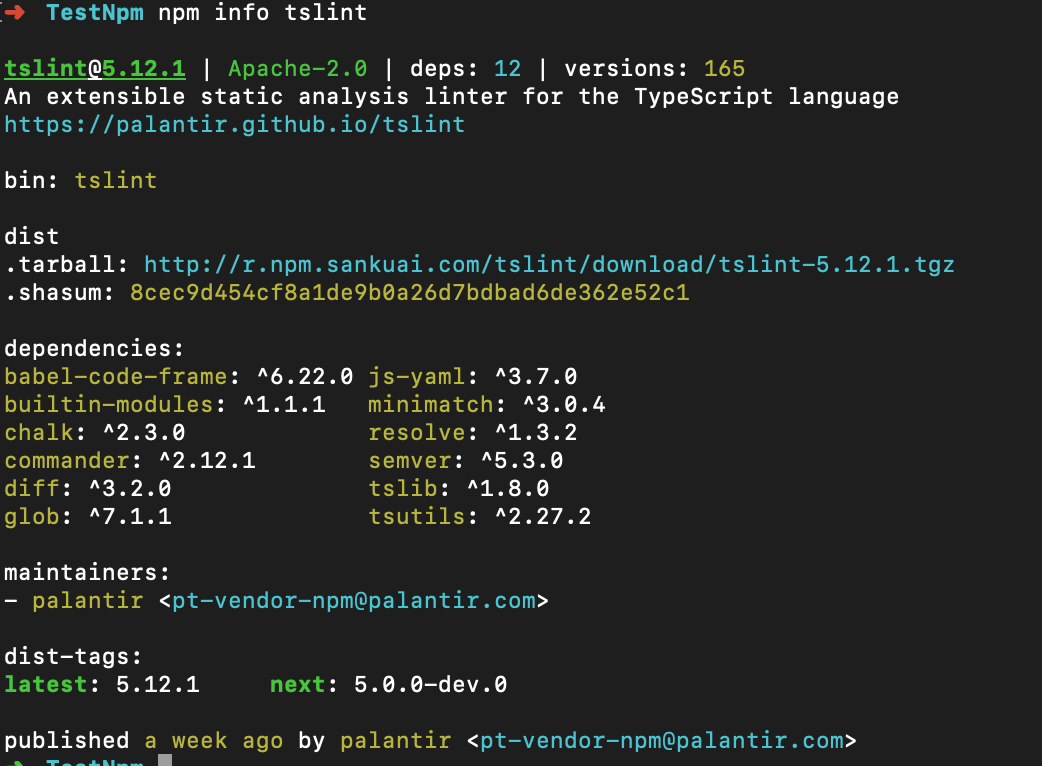 ➜ TestNpm npm info tslint
tslint@5.12.1 | Apache-2.0 | deps: 12 | versions: 165
An extensible static analysis linter for the TypeScript language
https://palantir.github.io/tslint
bin: tslint
dist
.tarball: http://r.npm.sankuai.com/tslint/download/tslint-5.12.1.tgz
.shasum: 8cec9d454cf8a1de9b0a26d7bdbad6de362e52c1
dependencies:
babel-code-frame: ^6.22.0 js-yaml: ^3.7.0
builtin-modules: ^1.1.1 minimatch: ^3.0.4
chalk: ^2.3.0 resolve: ^1.3.2
commander: ^2.12.1 semver: ^5.3.0
diff: ^3.2.0 tslib: ^1.8.0
glob: ^7.1.1 tsutils: ^2.27.2
maintainers:
- palantir <pt-vendor-npm@palantir.com>
dist-tags:
latest: 5.12.1 next: 5.0.0-dev.0
published a week ago by palantir <pt-vendor-npm@palantir.com>
➜ TestNpm